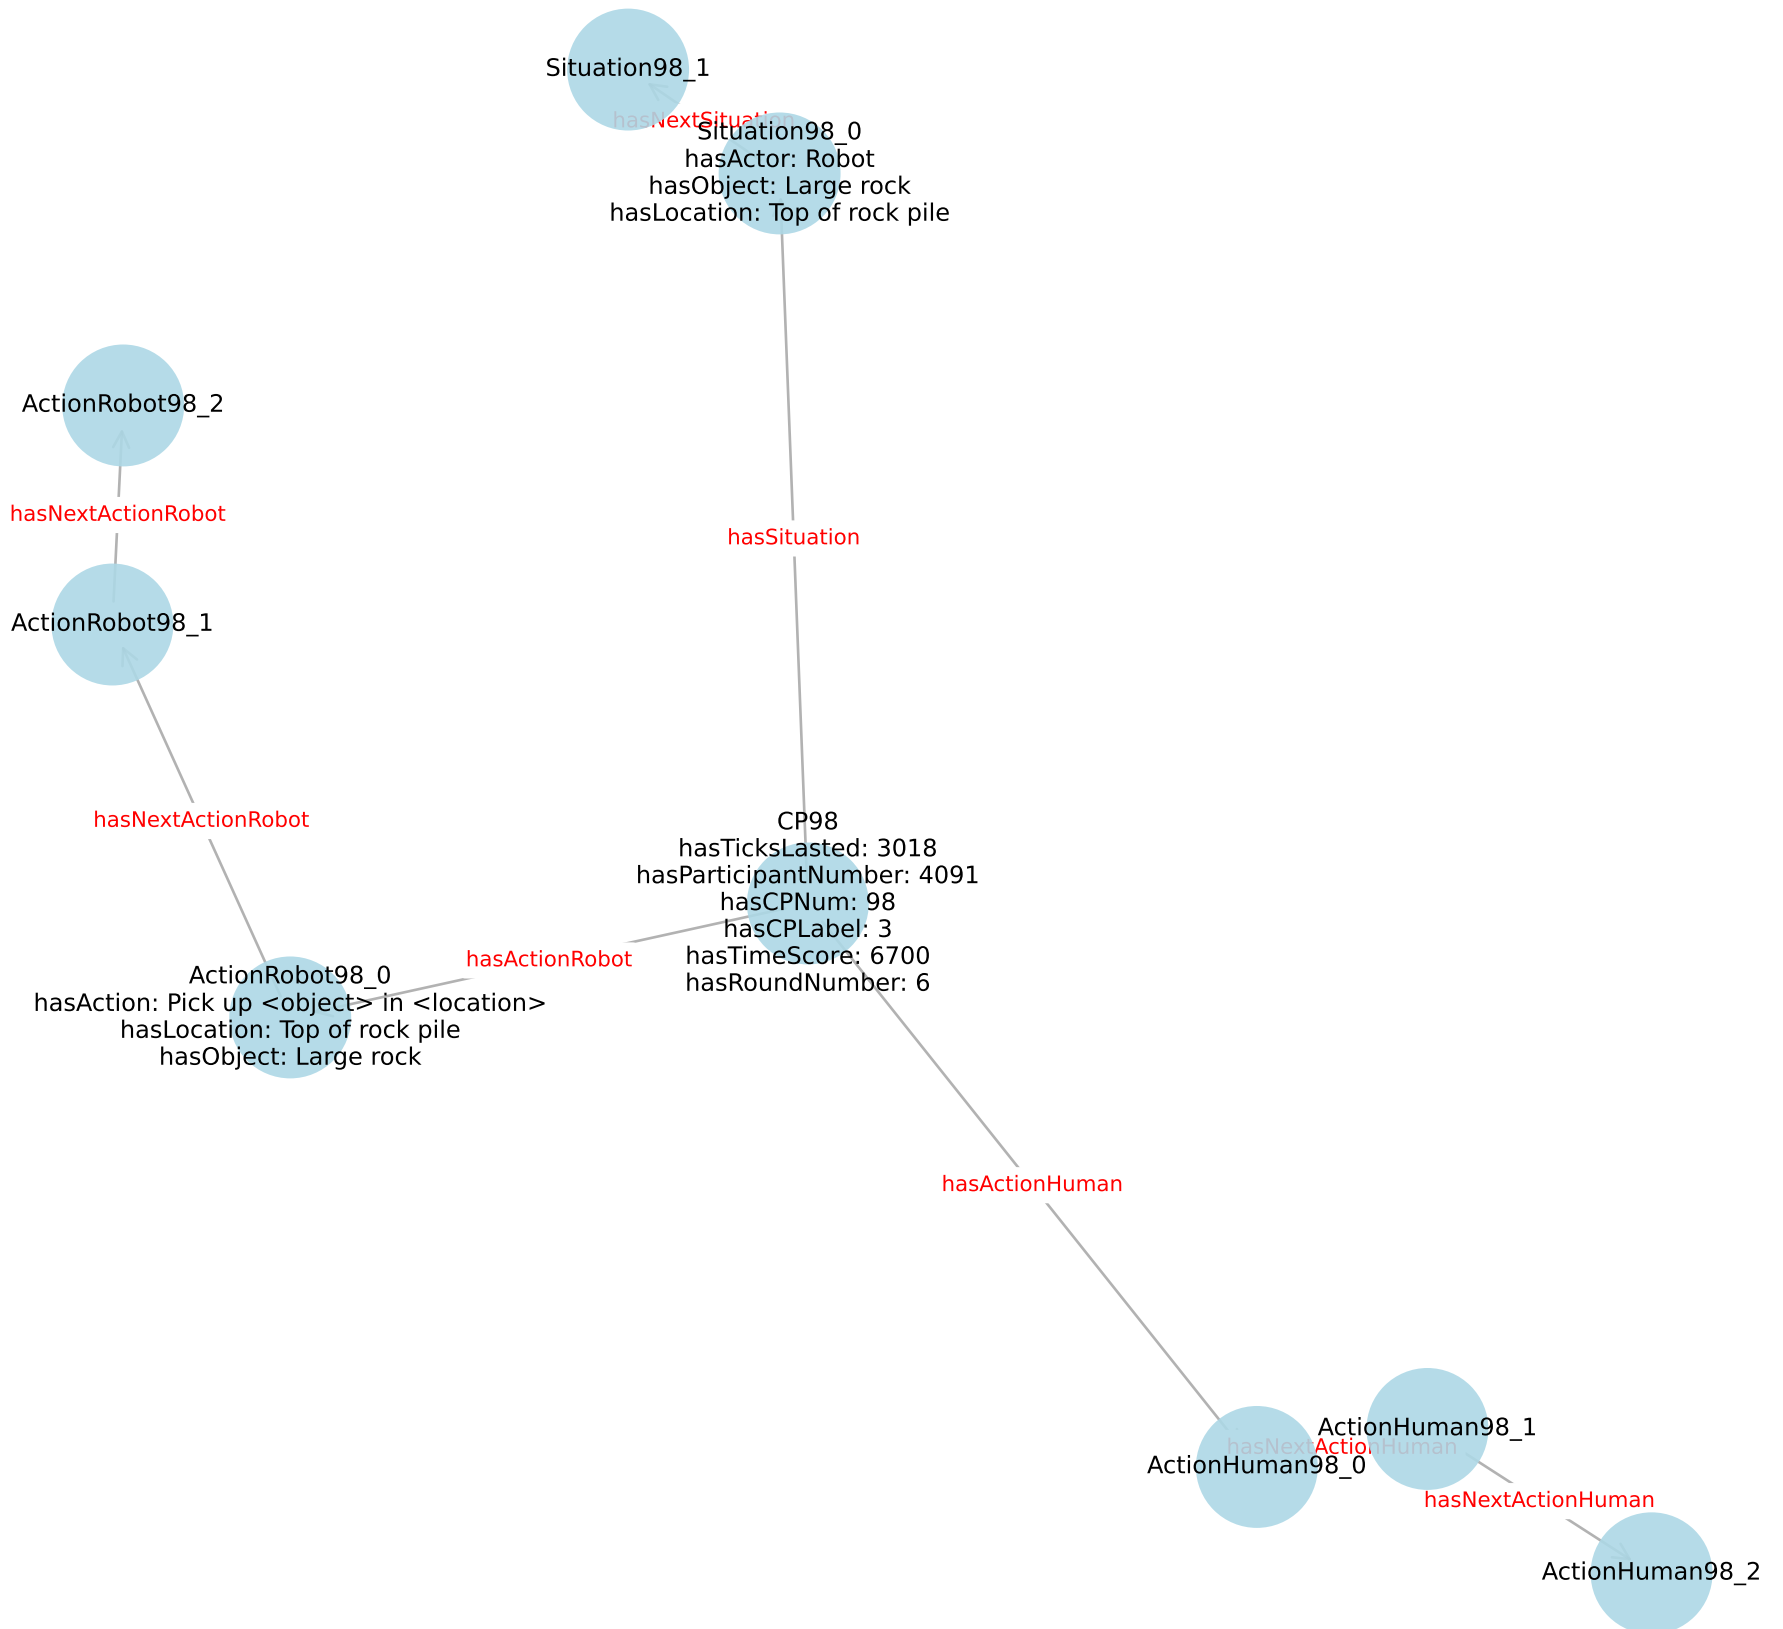 Situation98_1
hasNextSituation
Situation98_0
hasActor: Robot
hasObject: Large rock
hasLocation: Top of rock pile
ActionRobot98_2
hasNextActionRobot
hasSituation
ActionRobot98_1
hasNextActionRobot
CP98
hasTicksLasted: 3018
hasParticipantNumber: 4091
hasCPNum: 98
hasCPLabel: 3
hasTimeScore: 6700
hasRoundNumber: 6
hasActionRobot
ActionRobot98_0
hasAction: Pick up <object> in <location>
hasLocation: Top of rock pile
hasObject: Large rock
hasActionHuman
ActionHuman98_1
hasNextActionHuman
ActionHuman98_0
hasNextActionHuman
ActionHuman98_2